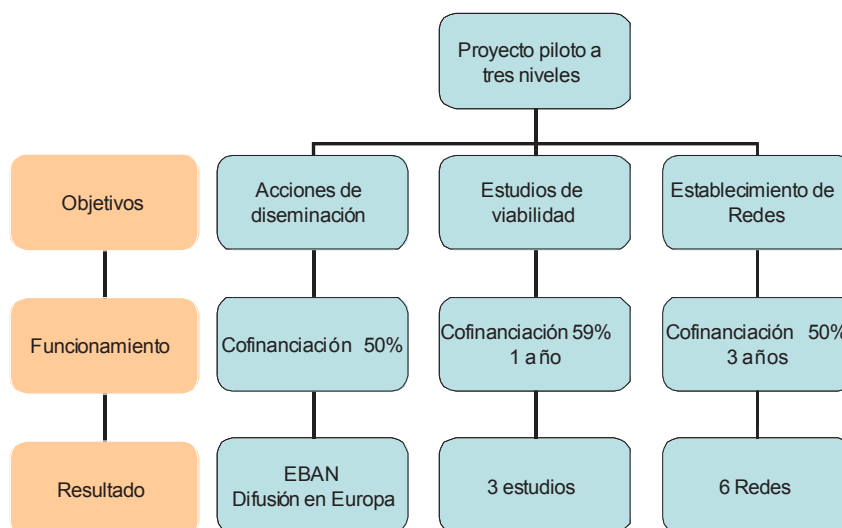 Proyecto piloto a
tres niveles
Objetivos
Acciones de
diseminación
Estudios de
viabilidad
Establecimiento de
Redes
Funcionamiento
Cofinanciación 50%
Cofinanciación 59%
1 año
Cofinanciación 50%
3 años
Resultado
EBAN
Difusión en Europa
3 estudios
6 Redes